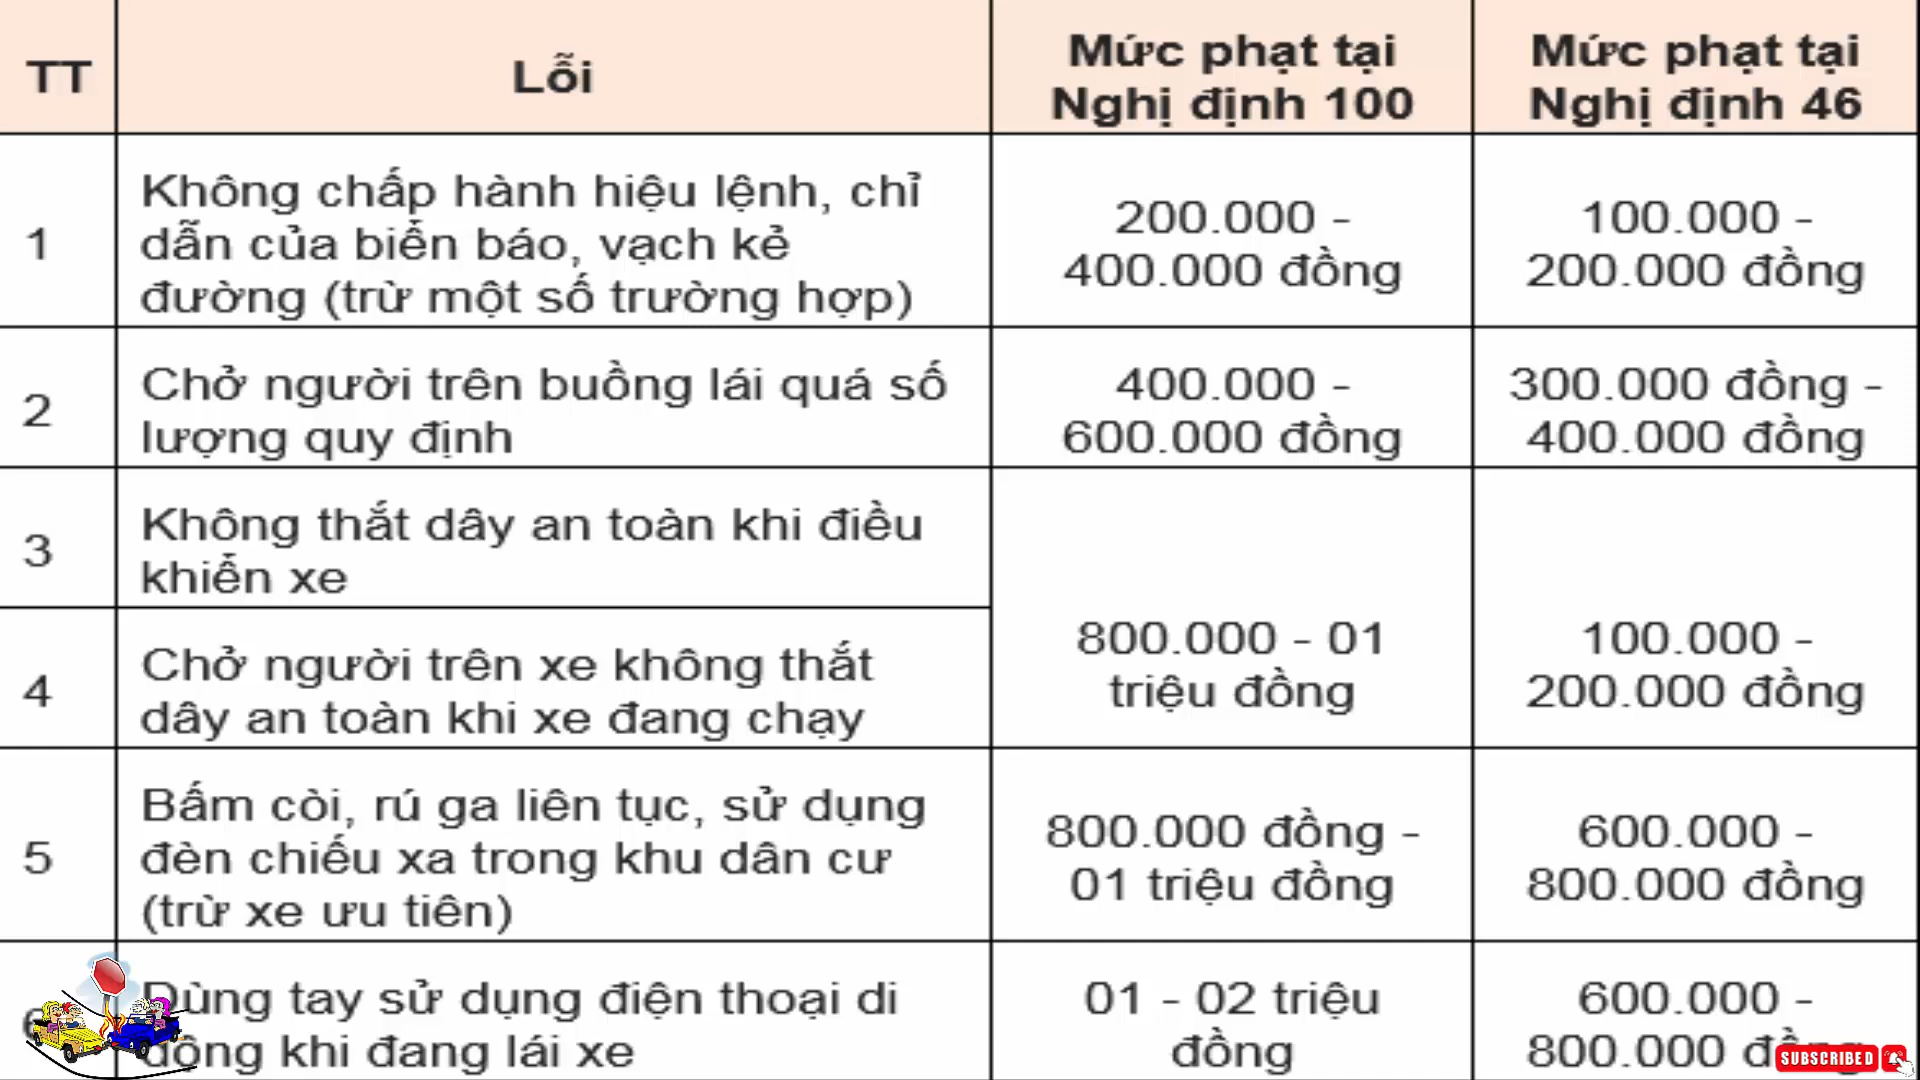 TT
Lỗi
Mức phạt tại
Nghị định 100
Mức phạt tại
Nghị định 46
1
Không chấp hành hiệu lệnh, chỉ
dẫn của biển báo, vạch kẻ
đường (trừ một số trường hợp)
200.000 -
400.000 đồng
100.000 -
200.000 đồng
2
Chở người trên buồng lái quá số
lượng quy định
400.000 -
600.000 đồng
300.000 đồng -
400.000 đồng
3
Không thắt dây an toàn khi điều
khiển xe
4
Chở người trên xe không thắt
dây an toàn khi xe đang chạy
800.000 - 01
triệu đồng
100.000 -
200.000 đồng
5
Bấm còi, rú ga liên tục, sử dụng
đèn chiếu xa trong khu dân cư
(trừ xe ưu tiên)
800.000 đồng -
01 triệu đồng
600.000 -
800.000 đồng
Dùng tay sử dụng điện thoại di
động khi đang lái xe
01 - 02 triệu
đồng
600.000 -
800.000
SUBSCRIBED